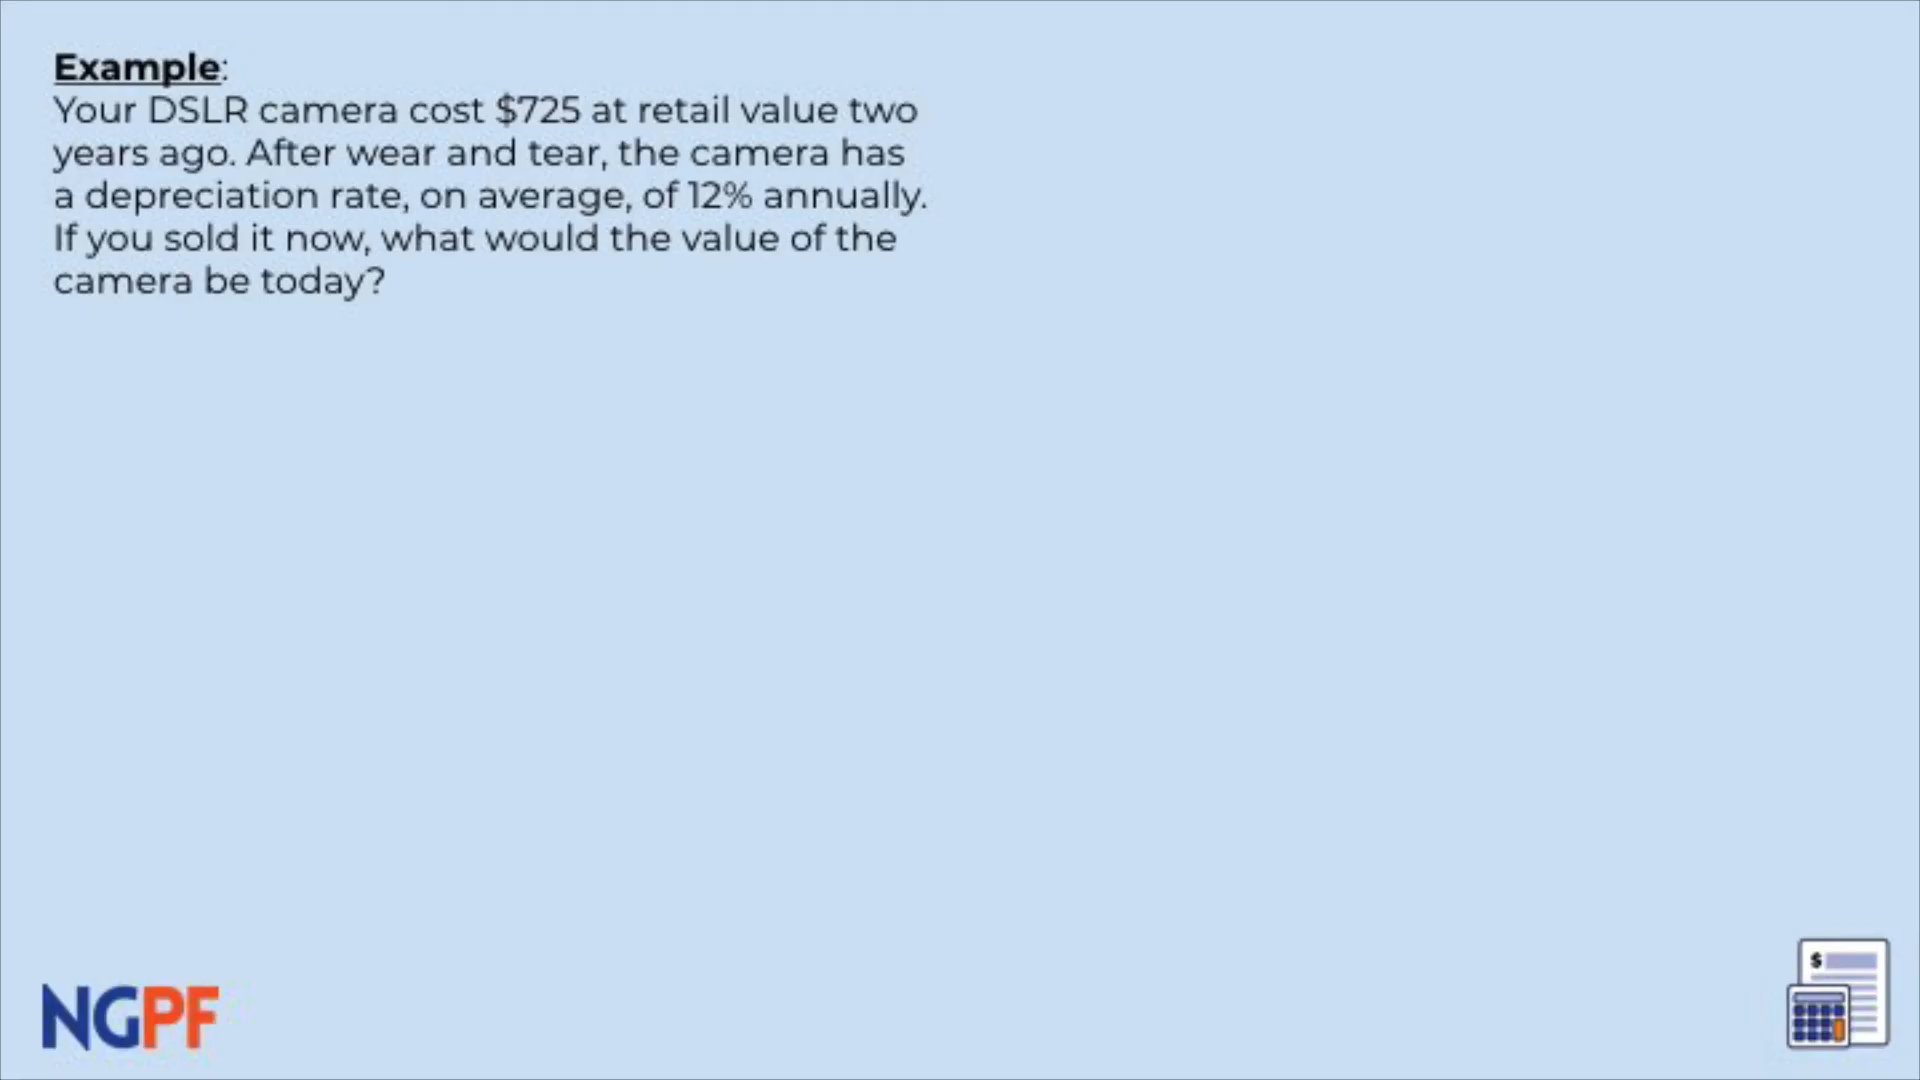 Example:
Your DSLR camera cost $725 at retail value two
years ago. After wear and tear, the camera has
a depreciation rate, on average, of 12% annually.
If you sold it now, what would the value of the
camera be today?
NGPF
$